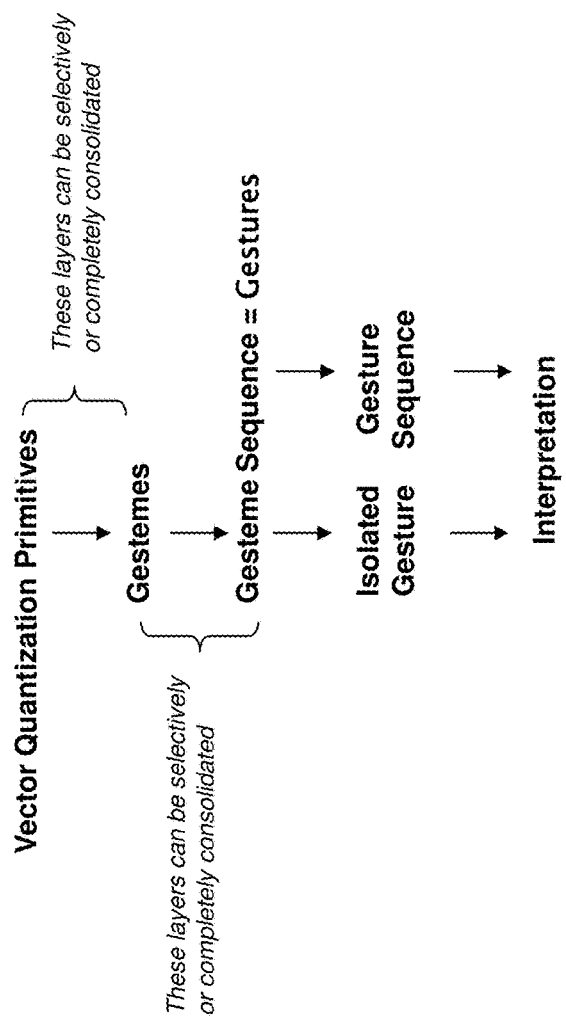 Vector Quantization Primitives
These layers can be selectively
or completely consolidated
Gestemes
These layers can be selectively
or completely consolidated
Gesteme Sequence = Gestures
Isolated
Gesture
Gesture
Sequence
Interpretation